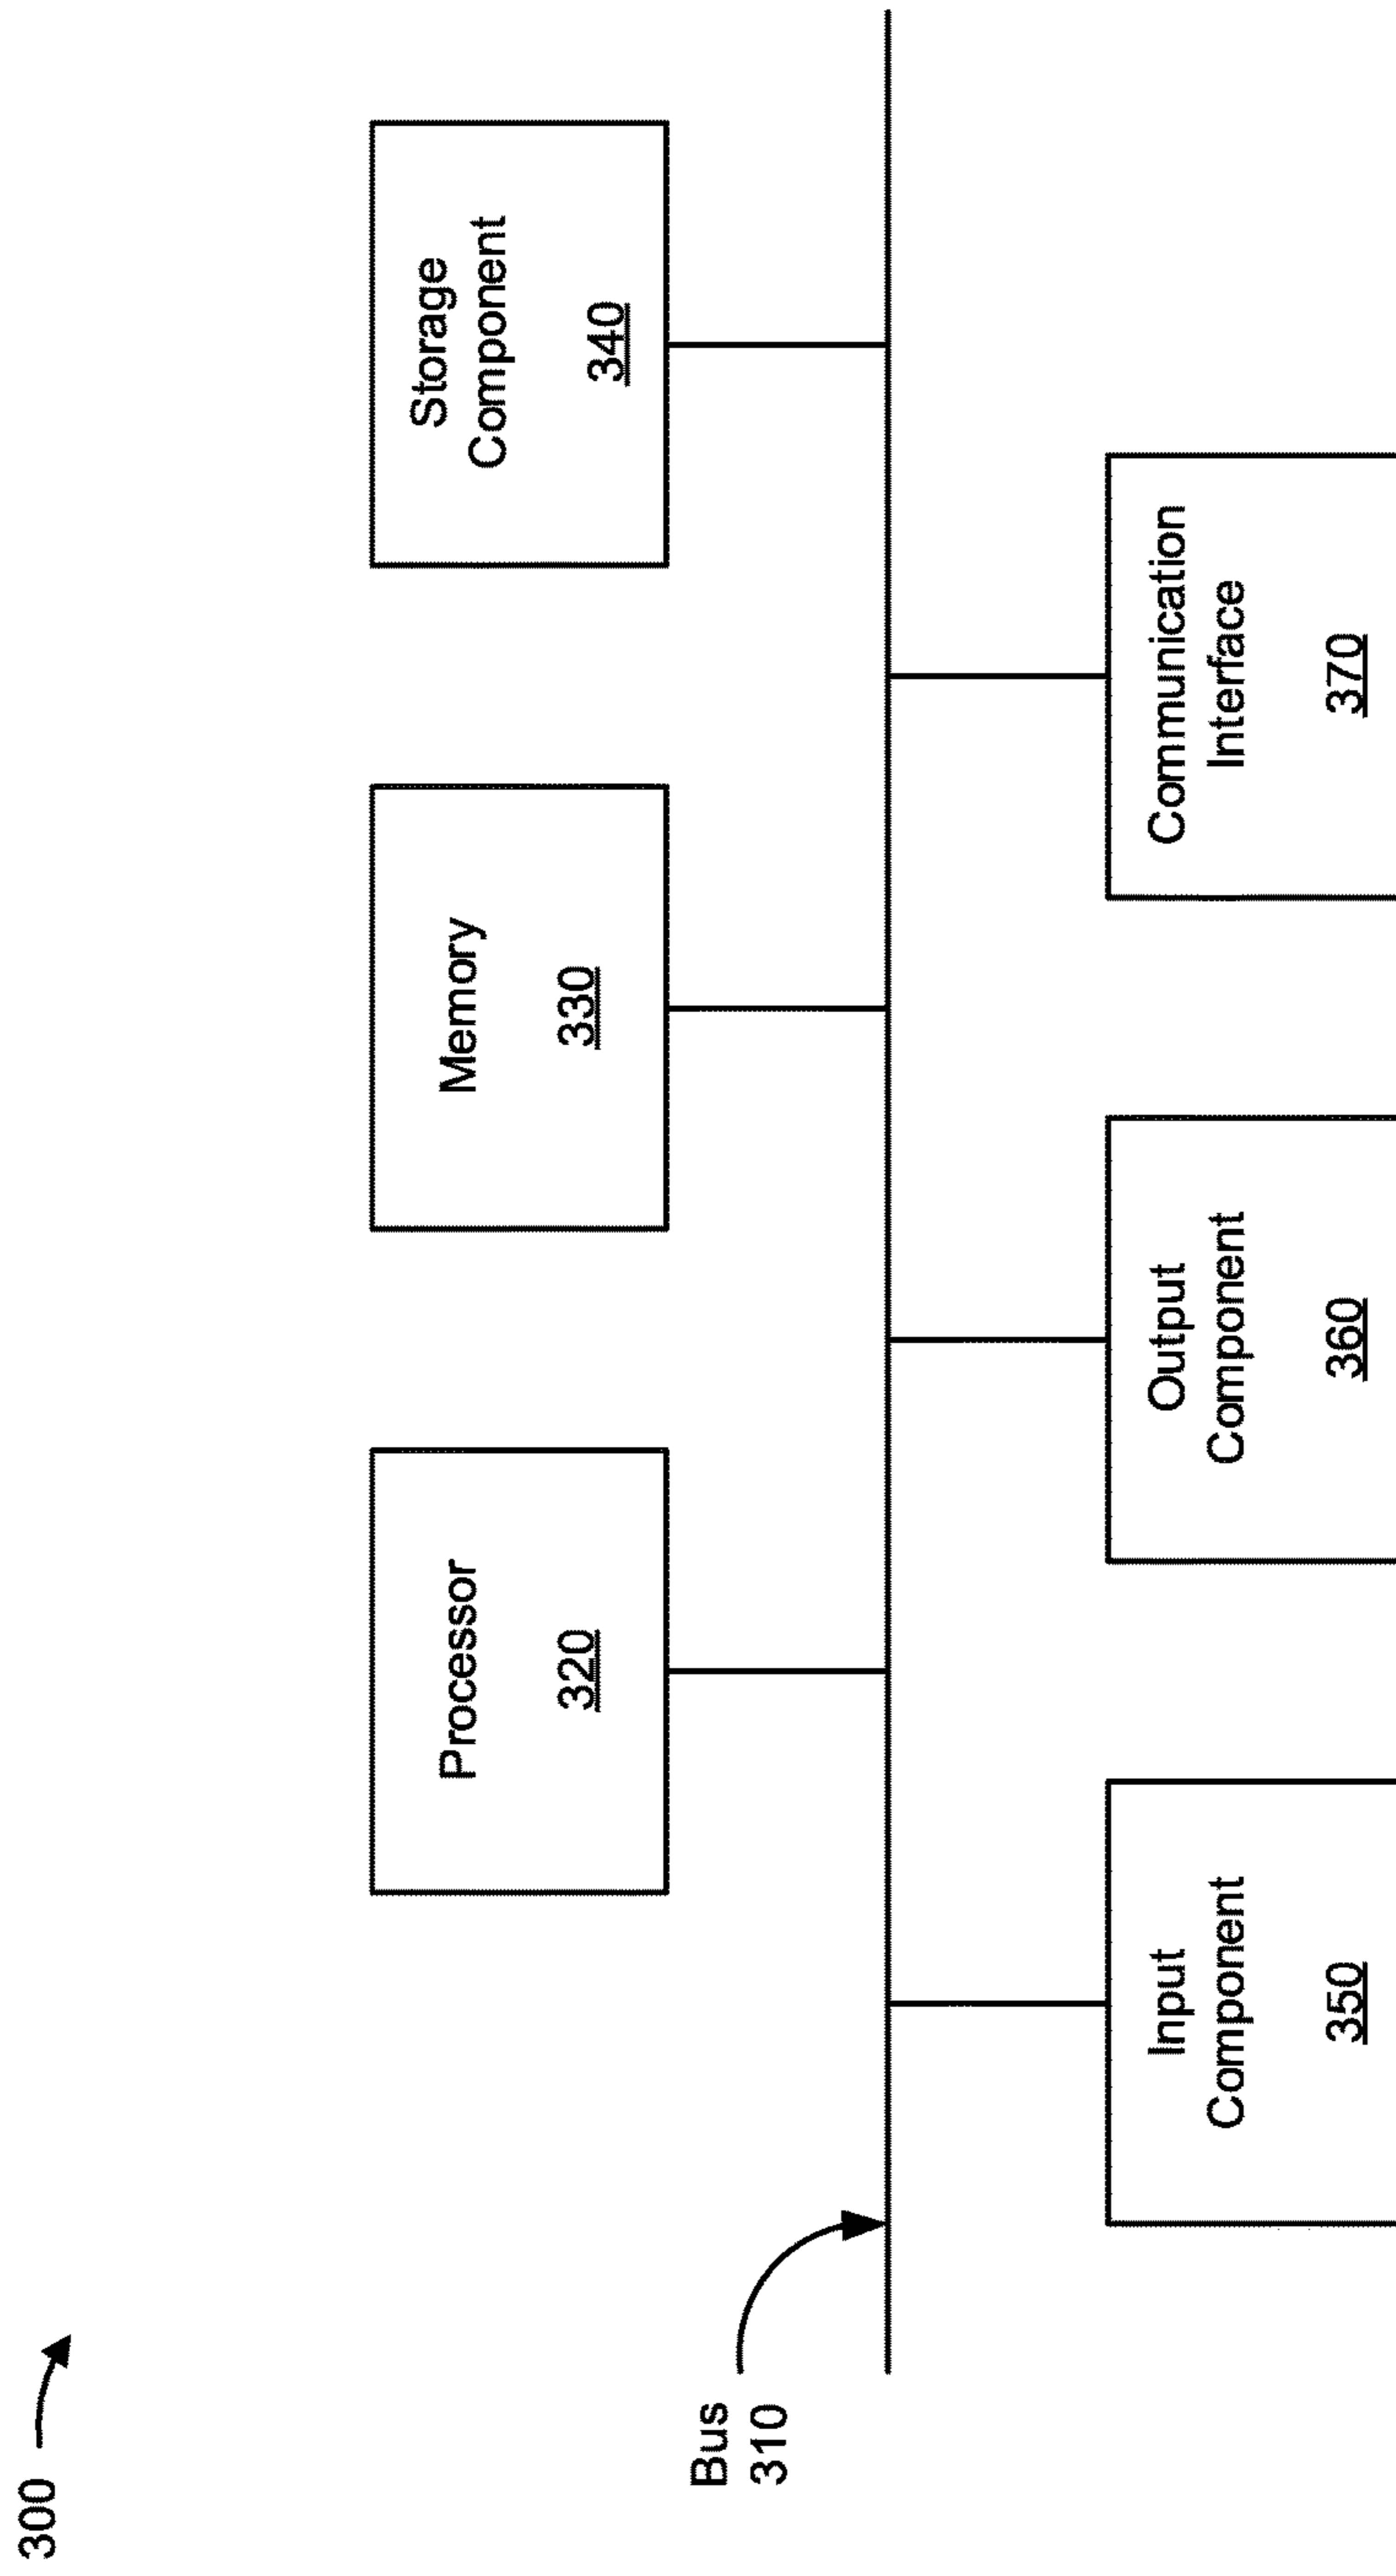 300
Bus
310
Processor
320
Memory
330
Storage
Component
340
Input
Component
350
Output
Component
360
Communication
Interface
370